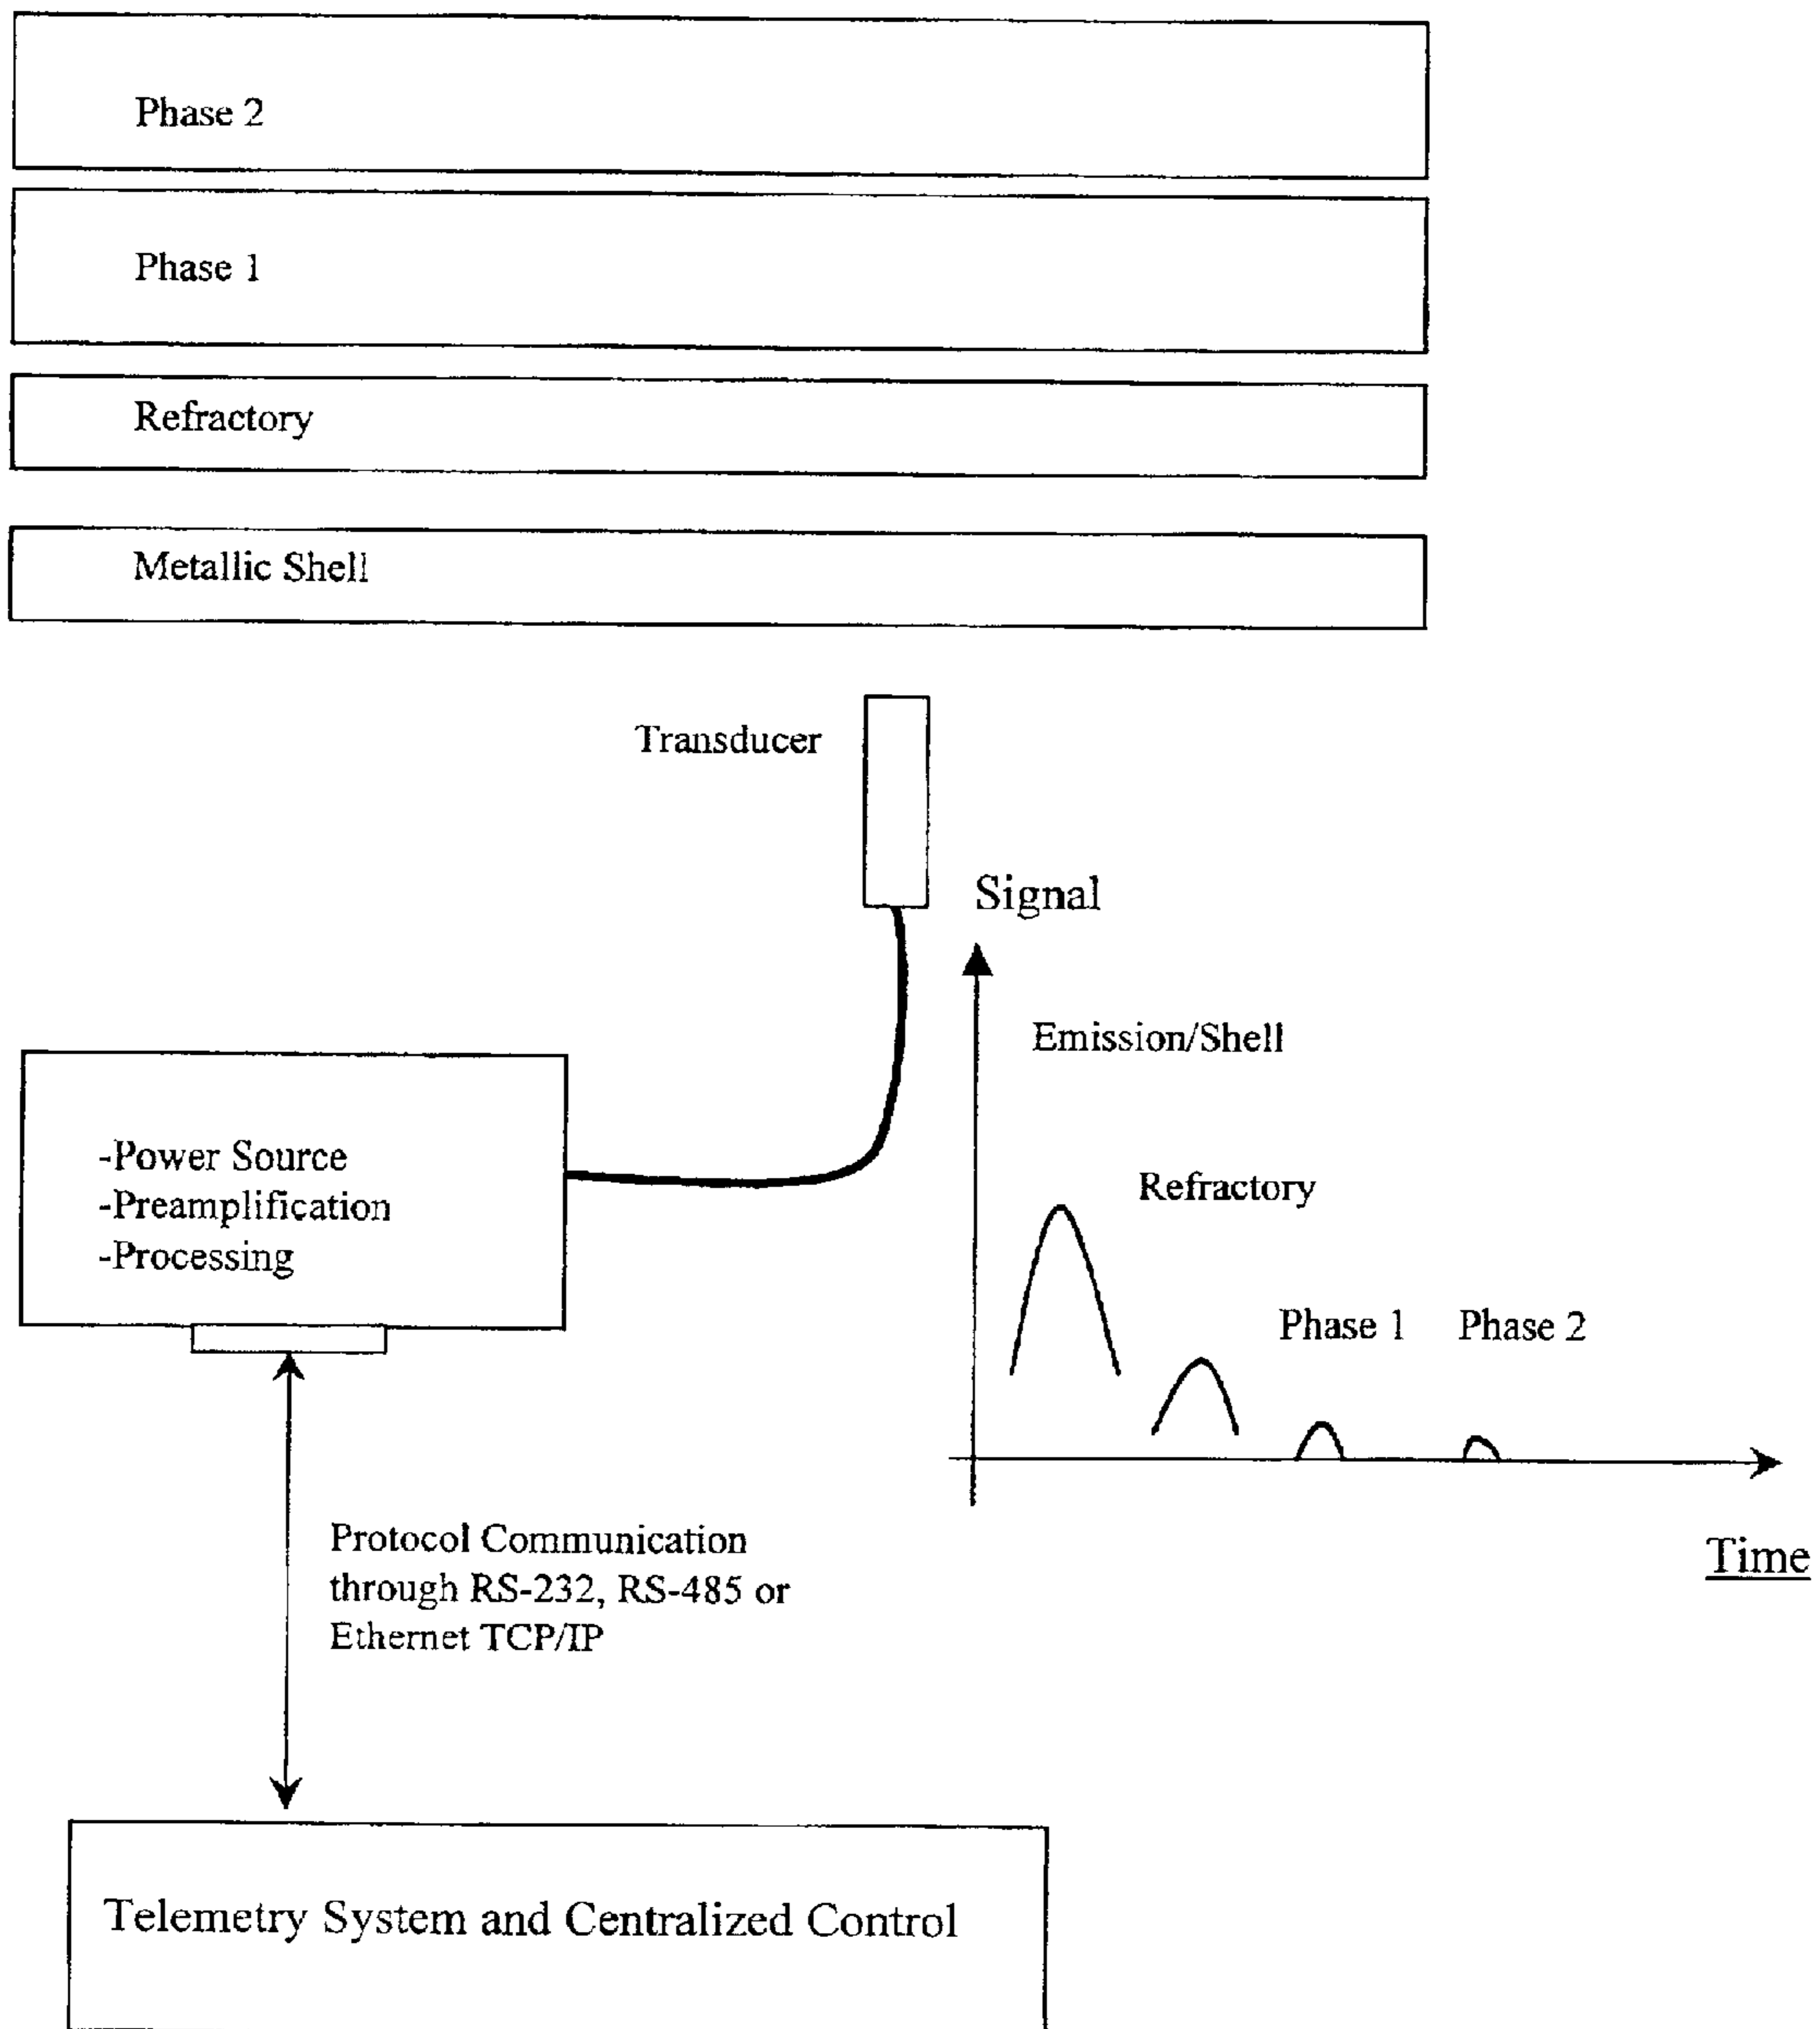 Phase 2
Phase 1
Refractory
Metallic Shell
Transducer
Signal
Emission/Shell
-Power Source
-Preamplification
-Processing
Refractory
Phase 1
Phase 2
Protocol Communication
through RS-232, RS-485 or
Ethernet TCP/IP
Time
Telemetry System and Centralized Control